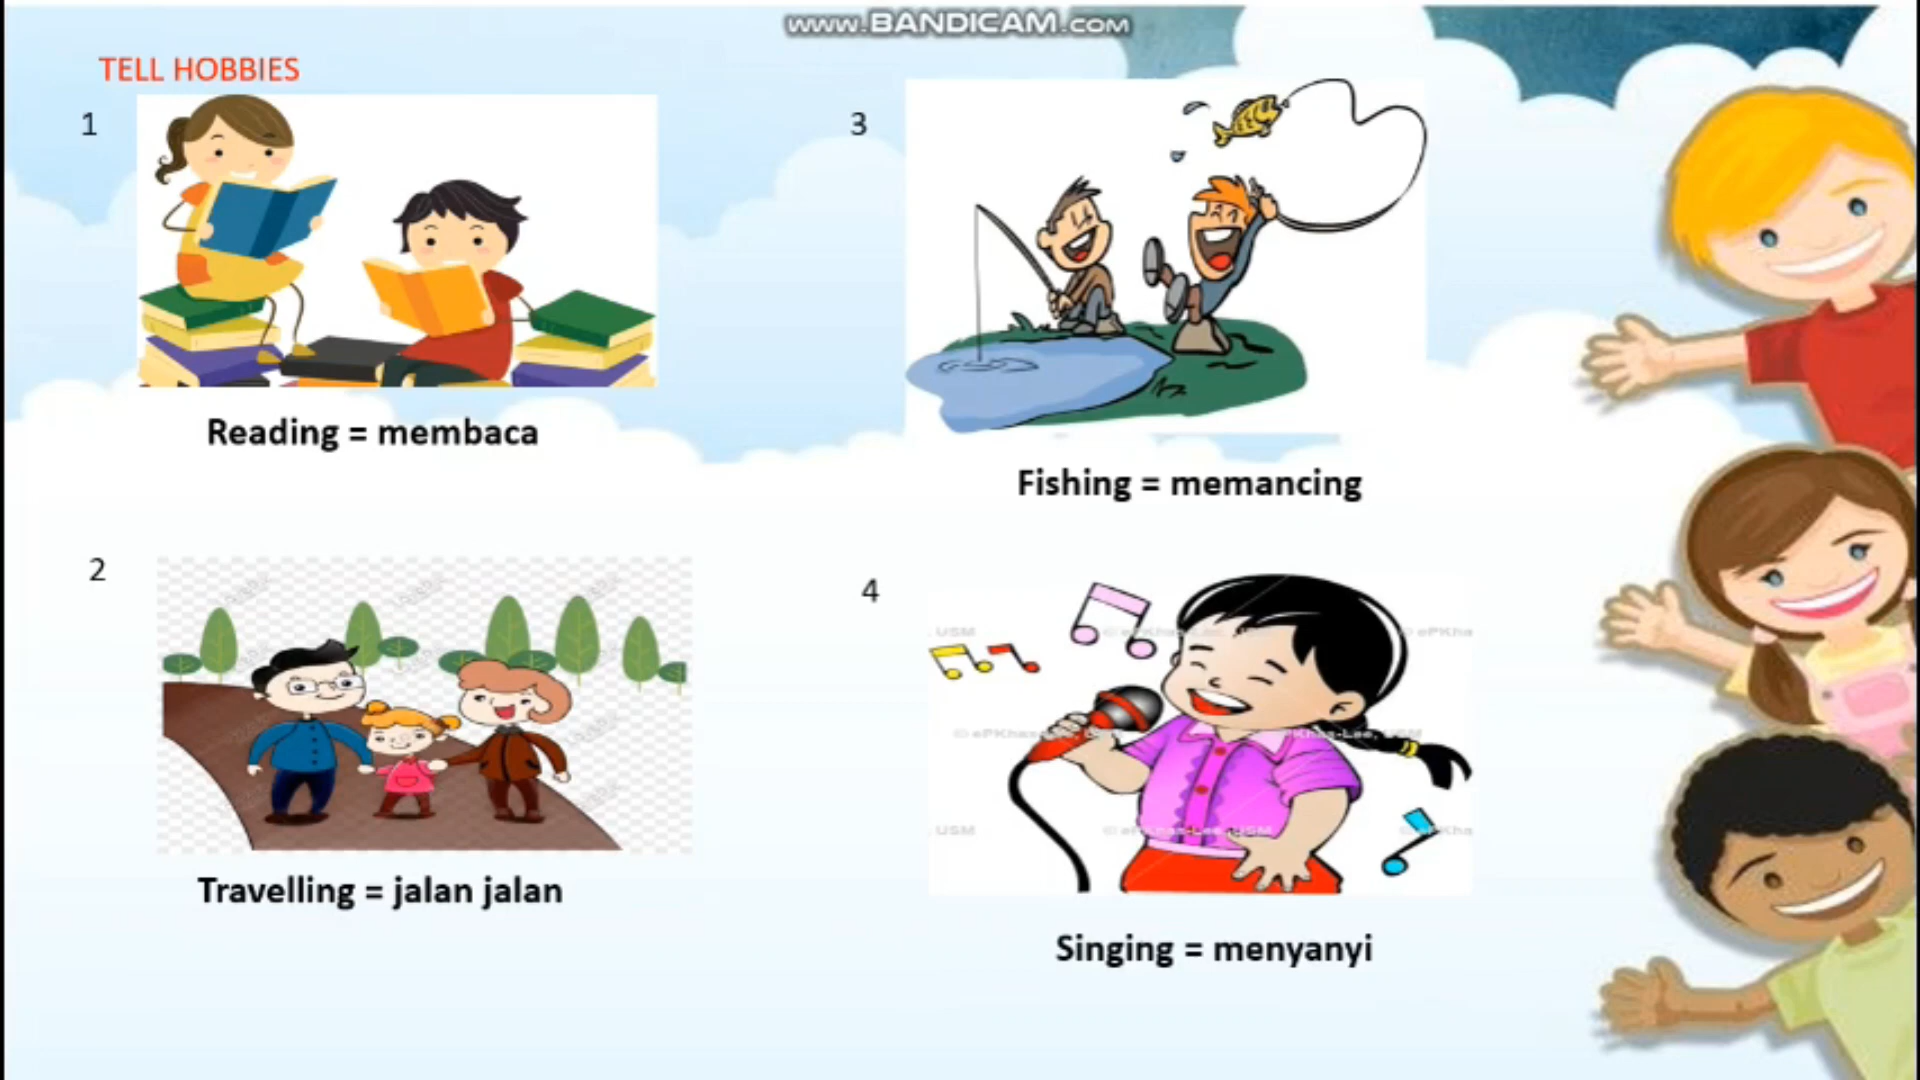 WWW.BANDICAM.COM
TELL HOBBIES
1
Reading = membaca
2
Travelling = jalan jalan
3
Fishing = memancing
4
Singing = menyanyi